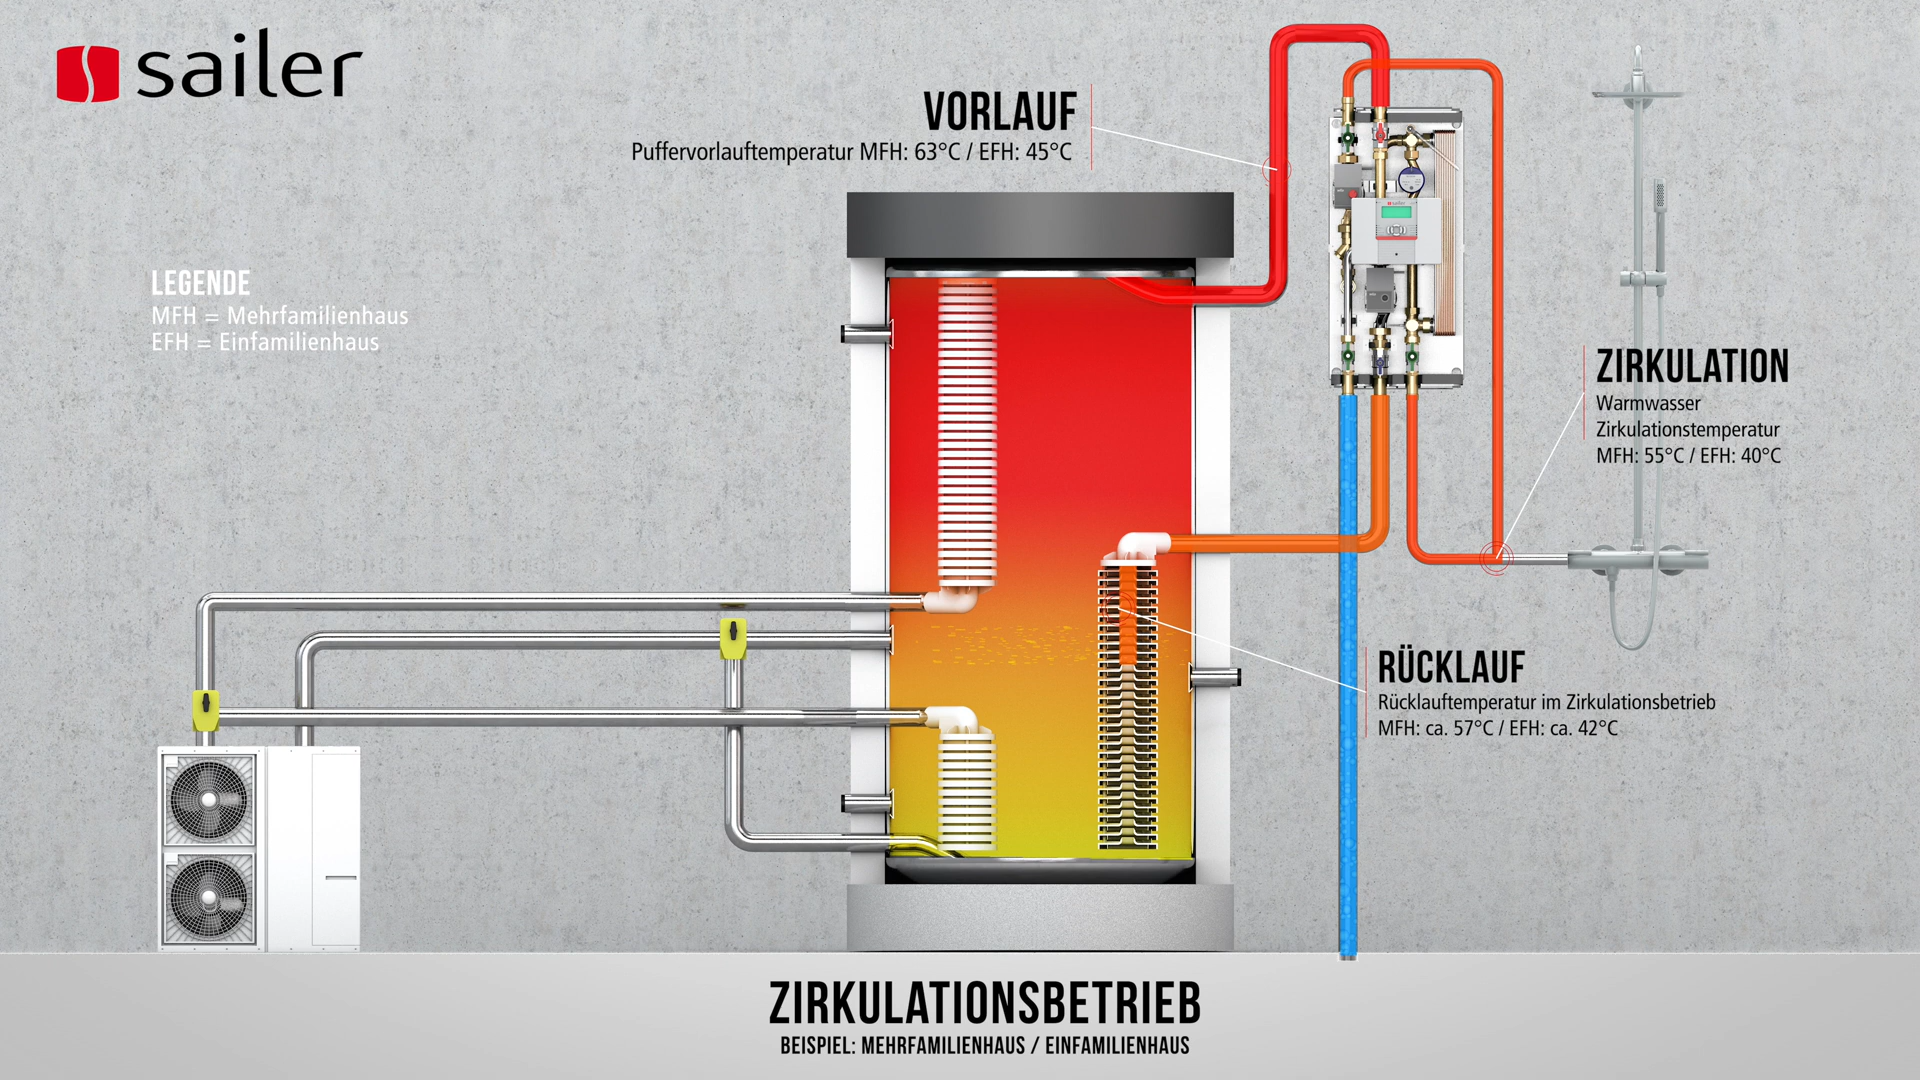 sailer
VORLAUF
Puffervorlauftemperatur MFH: 63°C / EFH: 45°C
LEGENDE
MFH = Mehrfamilienhaus
EFH = Einfamilienhaus
sailer
ZIRKULATION
Warmwasser
Zirkulationstemperatur
MFH: 55°C / EFH: 40°C
RÜCKLAUF
Rücklauftemperatur im Zirkulationsbetrieb
MFH: ca. 57°C / EFH: ca. 42°C
ZIRKULATIONSBETRIEB
BEISPIEL: MEHRFAMILIENHAUS / EINFAMILIENHAUS